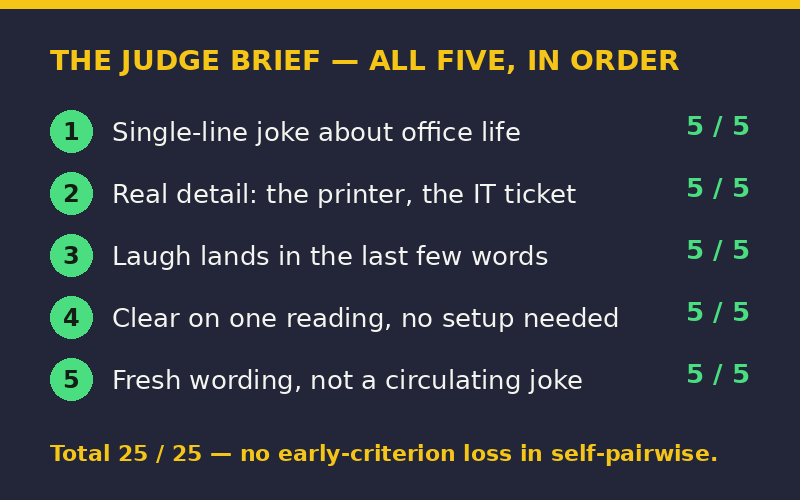 THE JUDGE BRIEF — ALL FIVE, IN ORDER
1 Single-line joke about office life 5 / 5
2 Real detail: the printer, the IT ticket 5 / 5
3 Laugh lands in the last few words 5 / 5
4 Clear on one reading, no setup needed 5 / 5
5 Fresh wording, not a circulating joke 5 / 5
Total 25 / 25 — no early-criterion loss in self-pairwise.